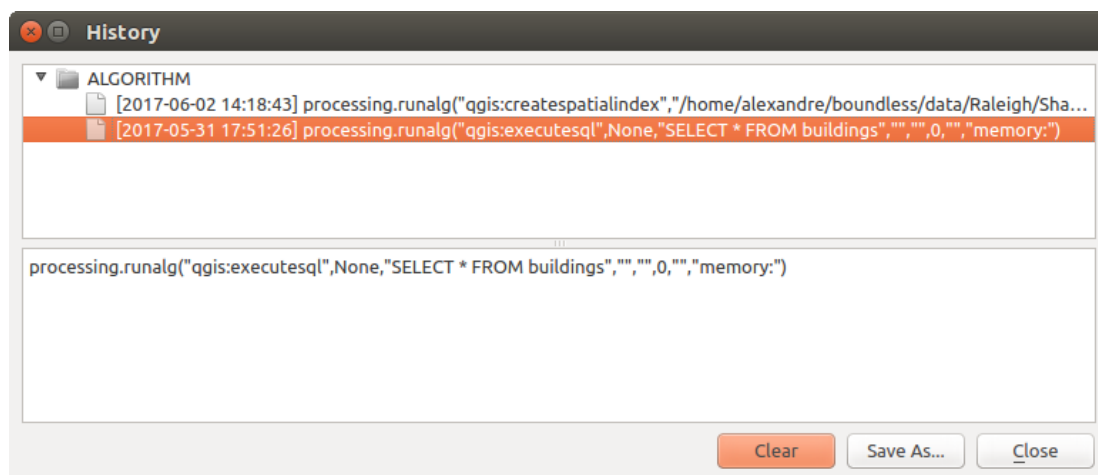 History
ALGORITHM
[2017-06-02 14:18:43] processing.runalg("qgis:createspatialindex","/home/alexandre/boundless/data/Raleigh/Sha...
[2017-05-31 17:51:26] processing.runalg("qgis:executesql",None,"SELECT * FROM buildings","","",0,"","memory:")
processing.runalg("qgis:executesql",None,"SELECT * FROM buildings","","",0,"","memory:")
Clear Save As... Close